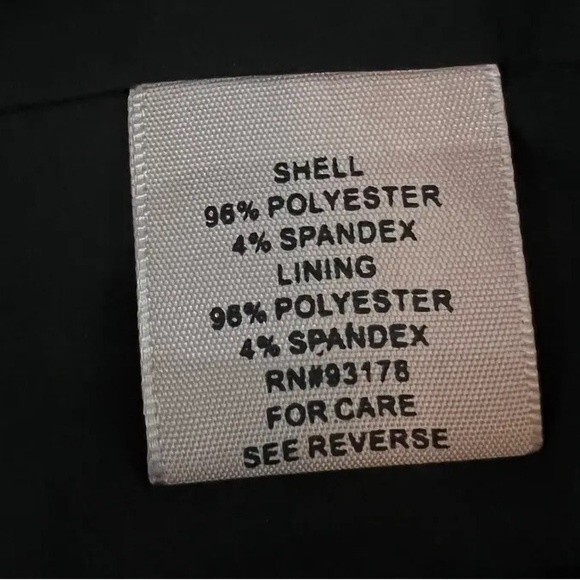 SHELL
96% POLYESTER
4% SPANDEX
LINING
96% POLYESTER
4% SPANDEX
RN#93178
FOR CARE
SEE REVERSE